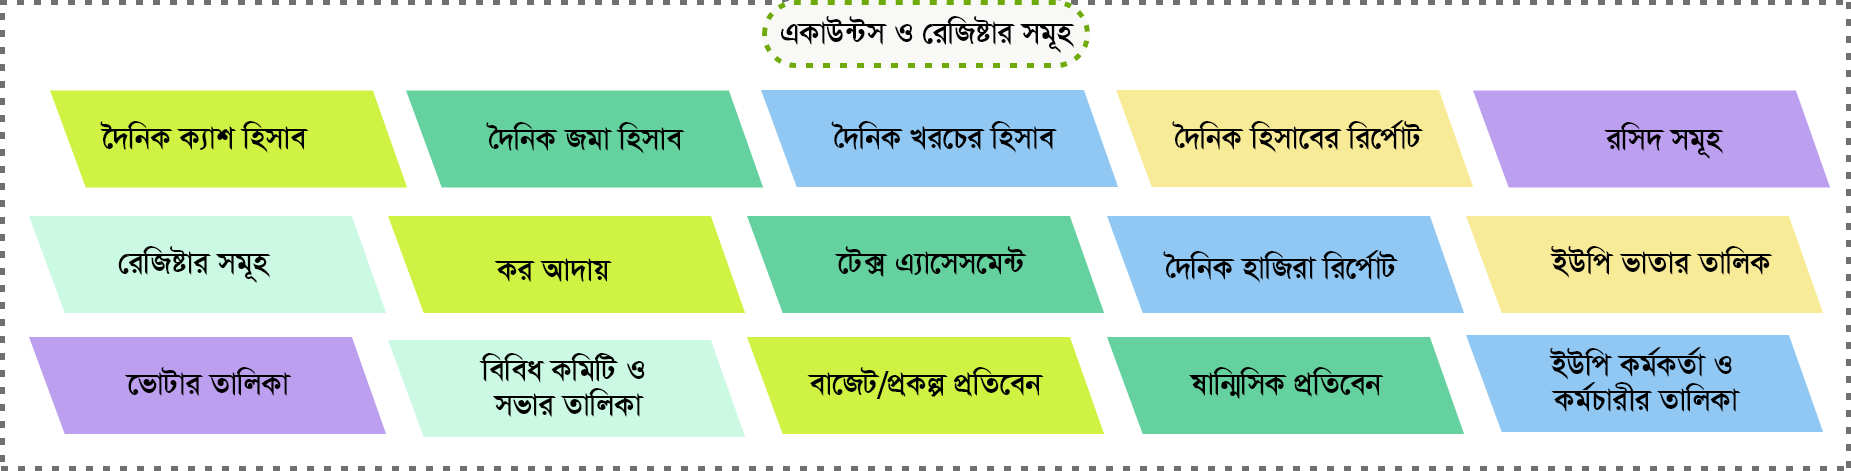 একাউন্টস ও রেজিষ্টার সমূহ
দৈনিক ক্যাশ হিসাব
দৈনিক জমা হিসাব
দৈনিক খরচের হিসাব
দৈনিক হিসাবের রির্পোট
রসিদ সমূহ
রেজিষ্টার সমূহ
কর আদায়
টেক্স এ্যাসেসমেন্ট
দৈনিক হাজিরা রির্পোট
ইউপি ভাতার তালিক
ভোটার তালিকা
বিবিধ কমিটি ও
সভার তালিকা
বাজেট/প্রকল্প প্রতিবেন
ষান্মিসিক প্রতিবেন
ইউপি কর্মকর্তা ও
কর্মচারীর তালিকা